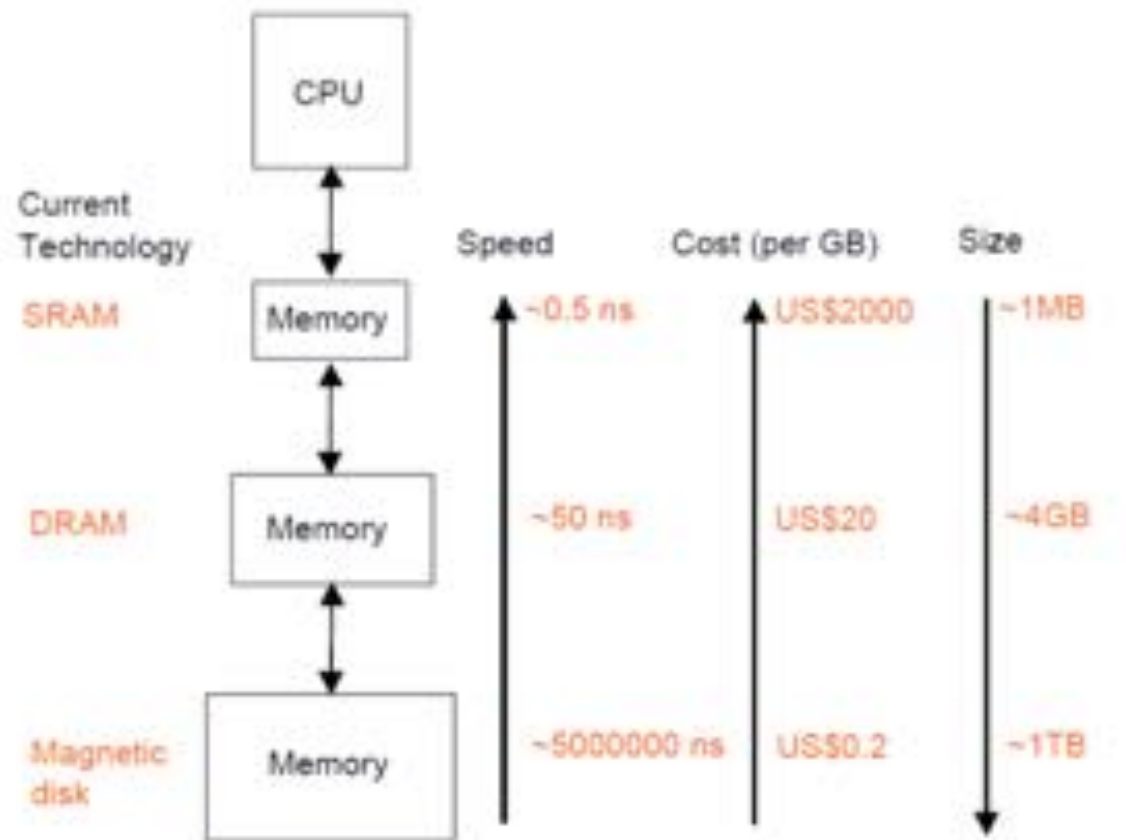 CPU
Current
Technology
Speed
Cost (per GB)
Size
SRAM
Memory
~0.5 ns
US$2000
~1MB
DRAM
Memory
~50 ns
US$20
~4GB
Magnetic
disk
Memory
~5000000 ns
US$0.2
~1TB